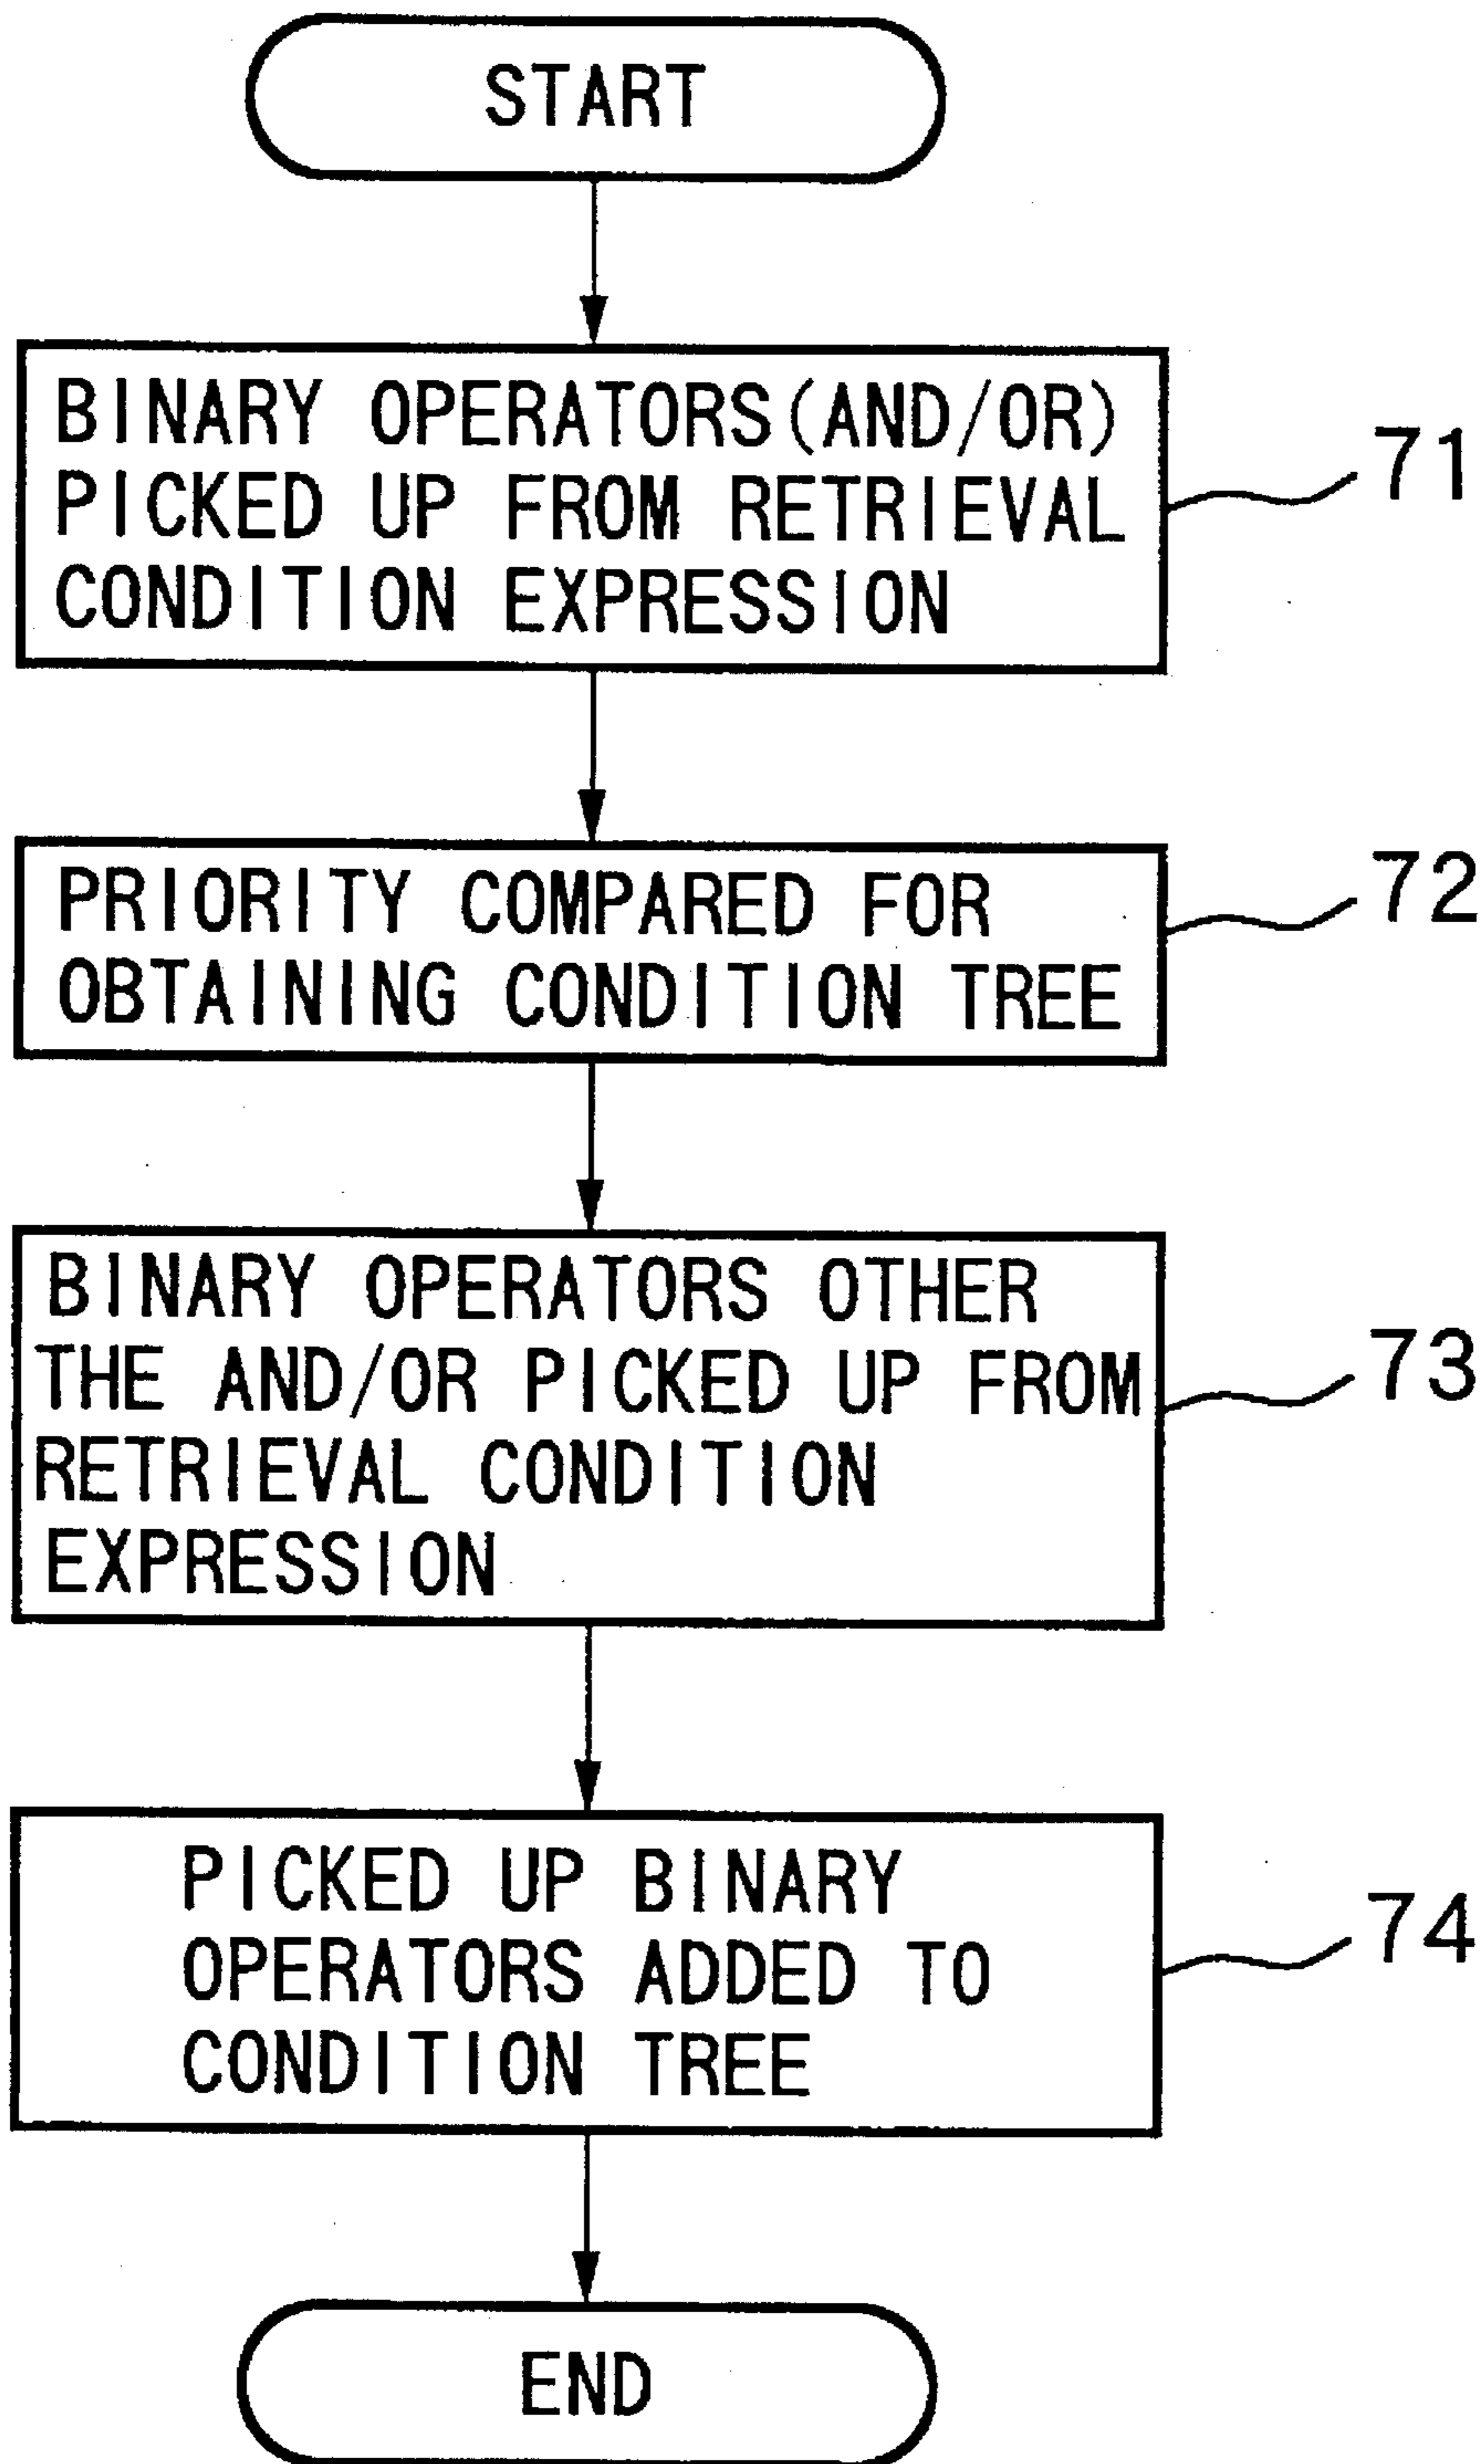 START
BINARY OPERATORS(AND/OR)
PICKED UP FROM RETRIEVAL
CONDITION EXPRESSION
71
PRIORITY COMPARED FOR
OBTAINING CONDITION TREE
72
BINARY OPERATORS OTHER
THE AND/OR PICKED UP FROM
RETRIEVAL CONDITION
EXPRESSION
73
PICKED UP BINARY
OPERATORS ADDED TO
CONDITION TREE
74
END